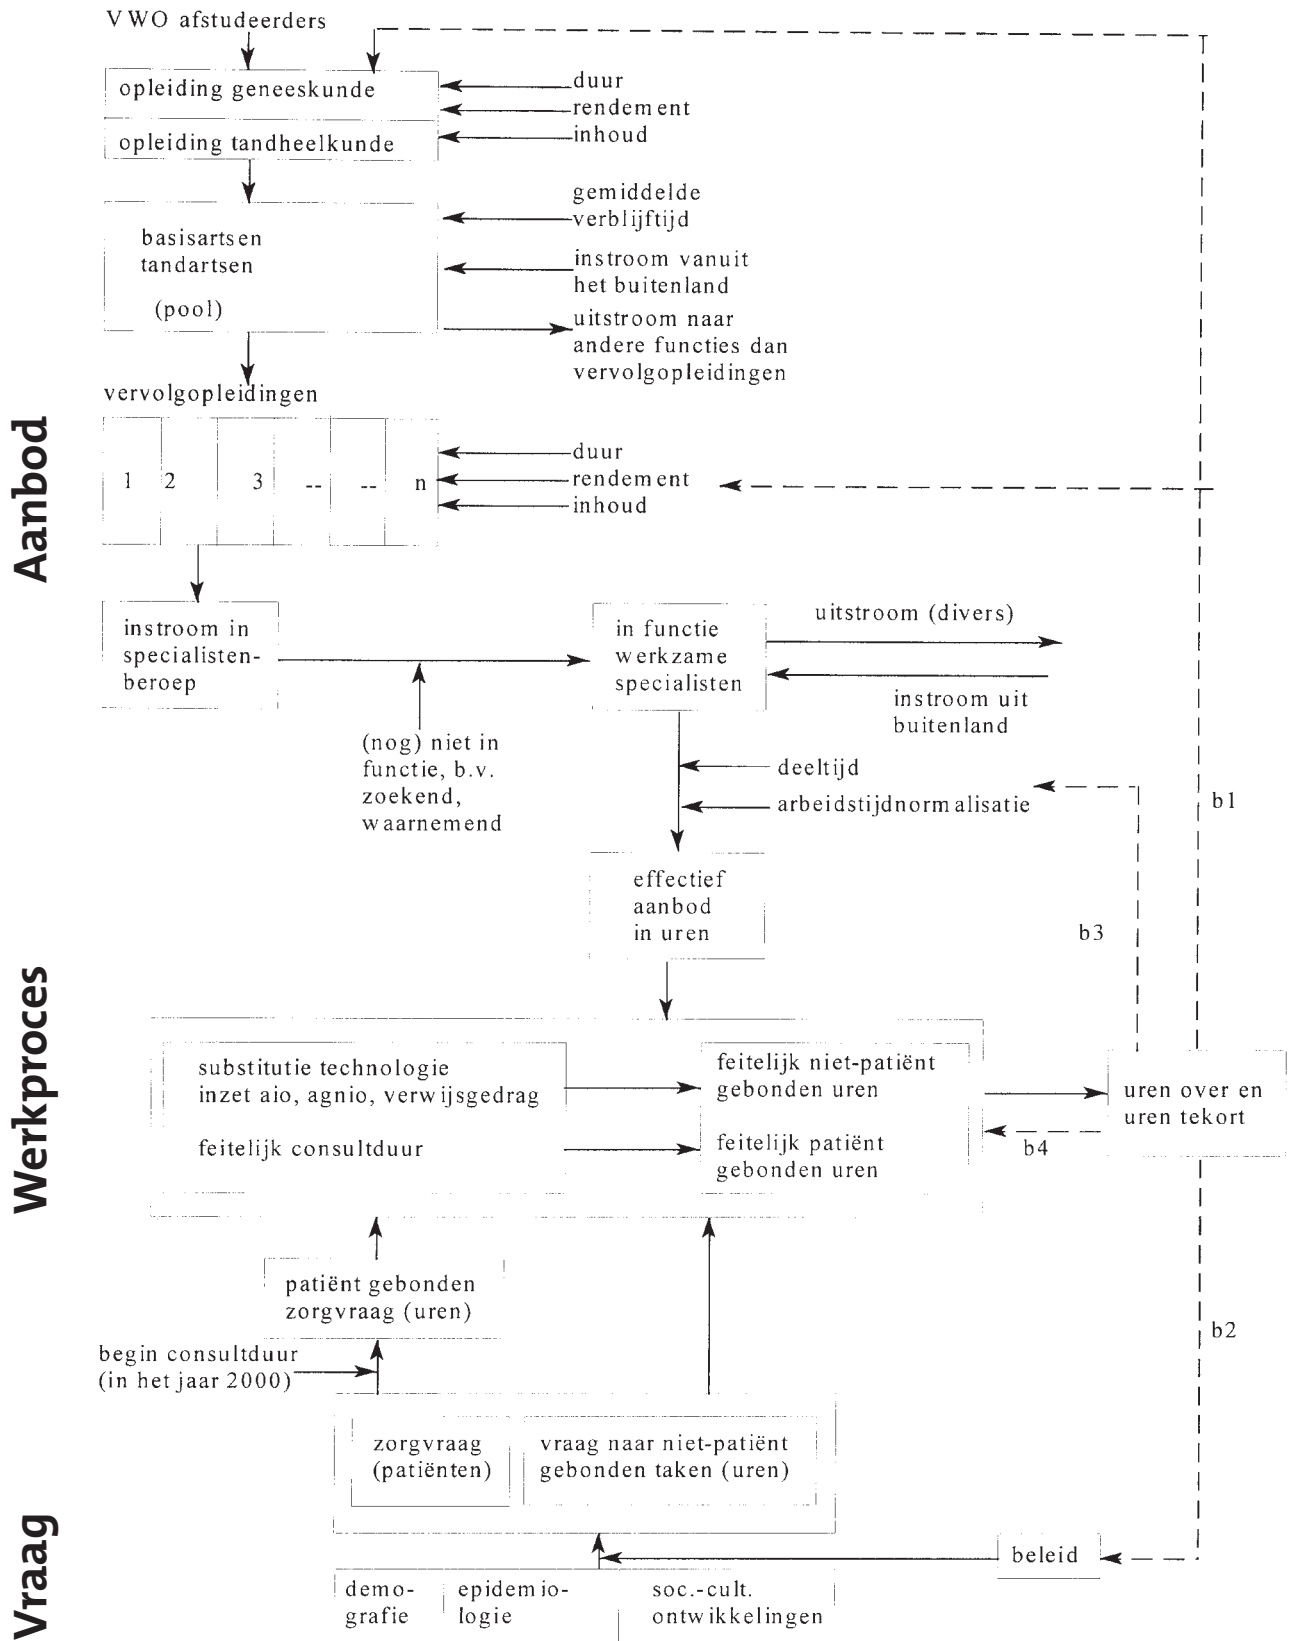 VWO afstudeerders
opleiding geneeskunde
opleiding tandheelkunde
duur
rendement
inhoud
basisartsen
tandartsen
(pool)
gemiddelde
verblijftijd
instroom vanuit
het buitenland
uitstroom naar
andere functies dan
vervolgopleidingen
vervolgopleidingen
1 2 3 -- -- n
duur
rendement
inhoud
Aanbod
instroom in
specialisten-
beroep
in functie
werkzame
specialisten
uitstroom (divers)
instroom uit
buitenland
(nog) niet in
functie, b.v.
zoekend,
waarnemend
deeltijd
arbeidstijdnormalisatie
b1
effectief
aanbod
in uren
b3
Werkproces
substitutie technologie
inzet aio, agnio, verwijsgedrag
feitelijk consultduur
feitelijk niet-patiënt
gebonden uren
feitelijk patiënt
gebonden uren
uren over en
uren tekort
b4
patiënt gebonden
zorgvraag (uren)
b2
begin consultduur
(in het jaar 2000)
zorgvraag
(patiënten)
vraag naar niet-patiënt
gebonden taken (uren)
Vraag
beleid
demo-
grafie
epidemio-
logie
soc.-cult.
ontwikkelingen